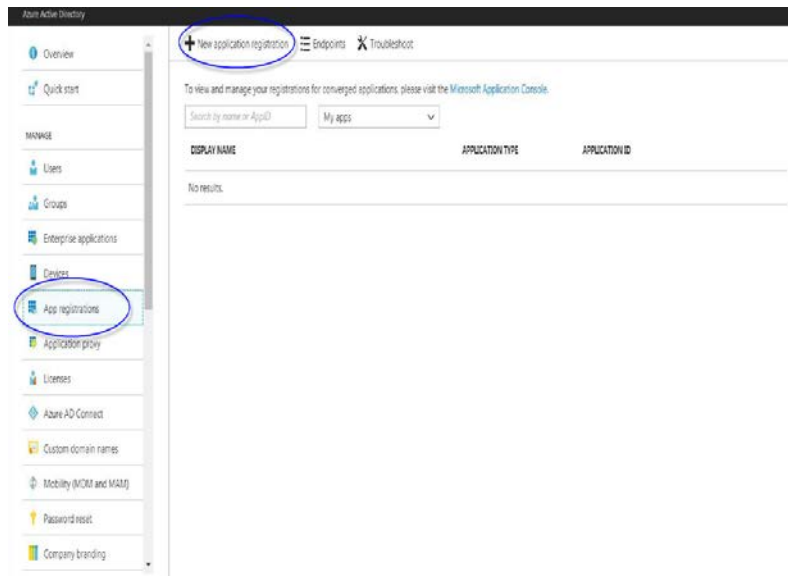 Azure Active Directory
Overview
Quick start
MANAGE
Users
Groups
Enterprise applications
Devices
App registrations
Application proxy
Licenses
Azure AD Connect
Custom domain names
Mobility (MDM and MAM)
Password reset
Company branding
New application registration Endpoints Troubleshoot
To view and manage your registrations for converged applications, please visit the Microsoft Application Console.
Search by name or AppID My apps
DISPLAY NAME APPLICATION TYPE APPLICATION ID
No results.